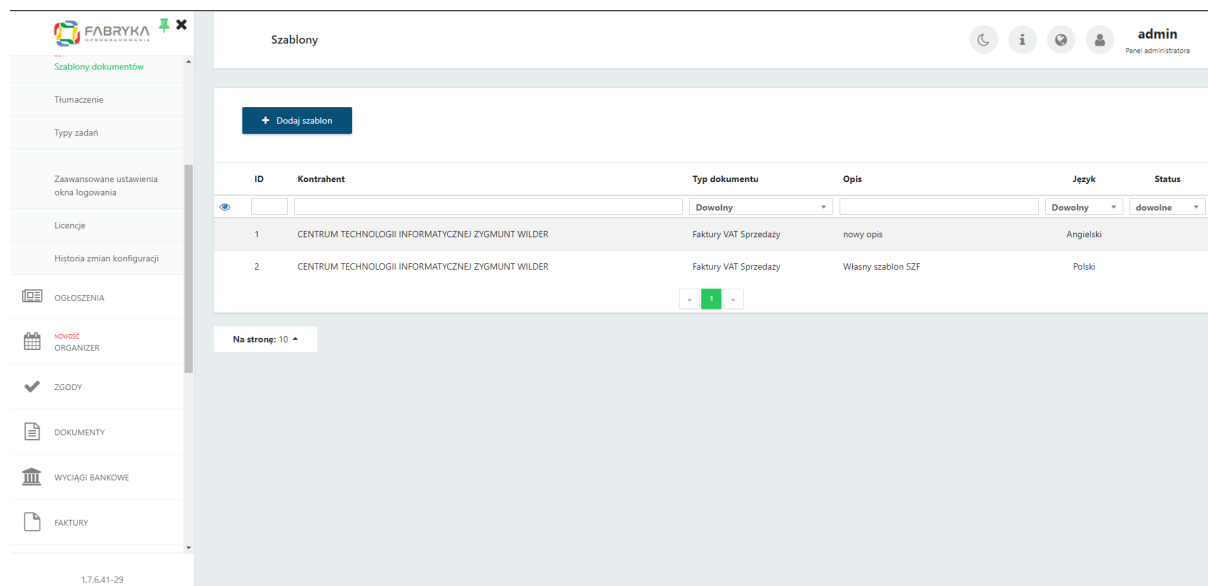 FABRYKA
OPROGRAMOWANIA
Szablony dokumentów
Tłumaczenie
Typy zadań
Zaawansowane ustawienia
okna logowania
Licencje
Historia zmian konfiguracji
OGŁOSZENIA
NOWOŚĆ
ORGANIZER
ZGODY
DOKUMENTY
WYCIĄGI BANKOWE
FAKTURY
1.7.6.41-29
Szablony
admin
Panel administratora
+ Dodaj szablon
ID Kontrahent Typ dokumentu Opis Język Status
Dowolny Dowolny dowolne
1 CENTRUM TECHNOLOGII INFORMATYCZNEJ ZYGMUNT WILDER Faktury VAT Sprzedaży nowy opis Angielski
2 CENTRUM TECHNOLOGII INFORMATYCZNEJ ZYGMUNT WILDER Faktury VAT Sprzedaży Własny szablon SZF Polski
« 1 »
Na stronę: 10